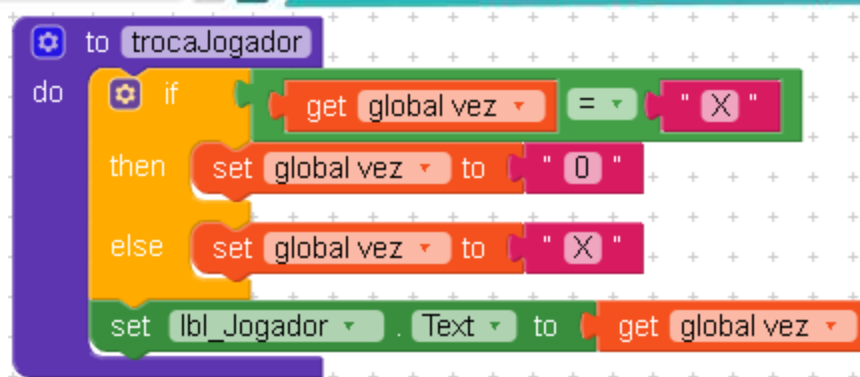 to trocaJogador
do if get global vez = " X "
then set global vez to " 0 "
else set global vez to " X "
set lbl_Jogador . Text to get global vez